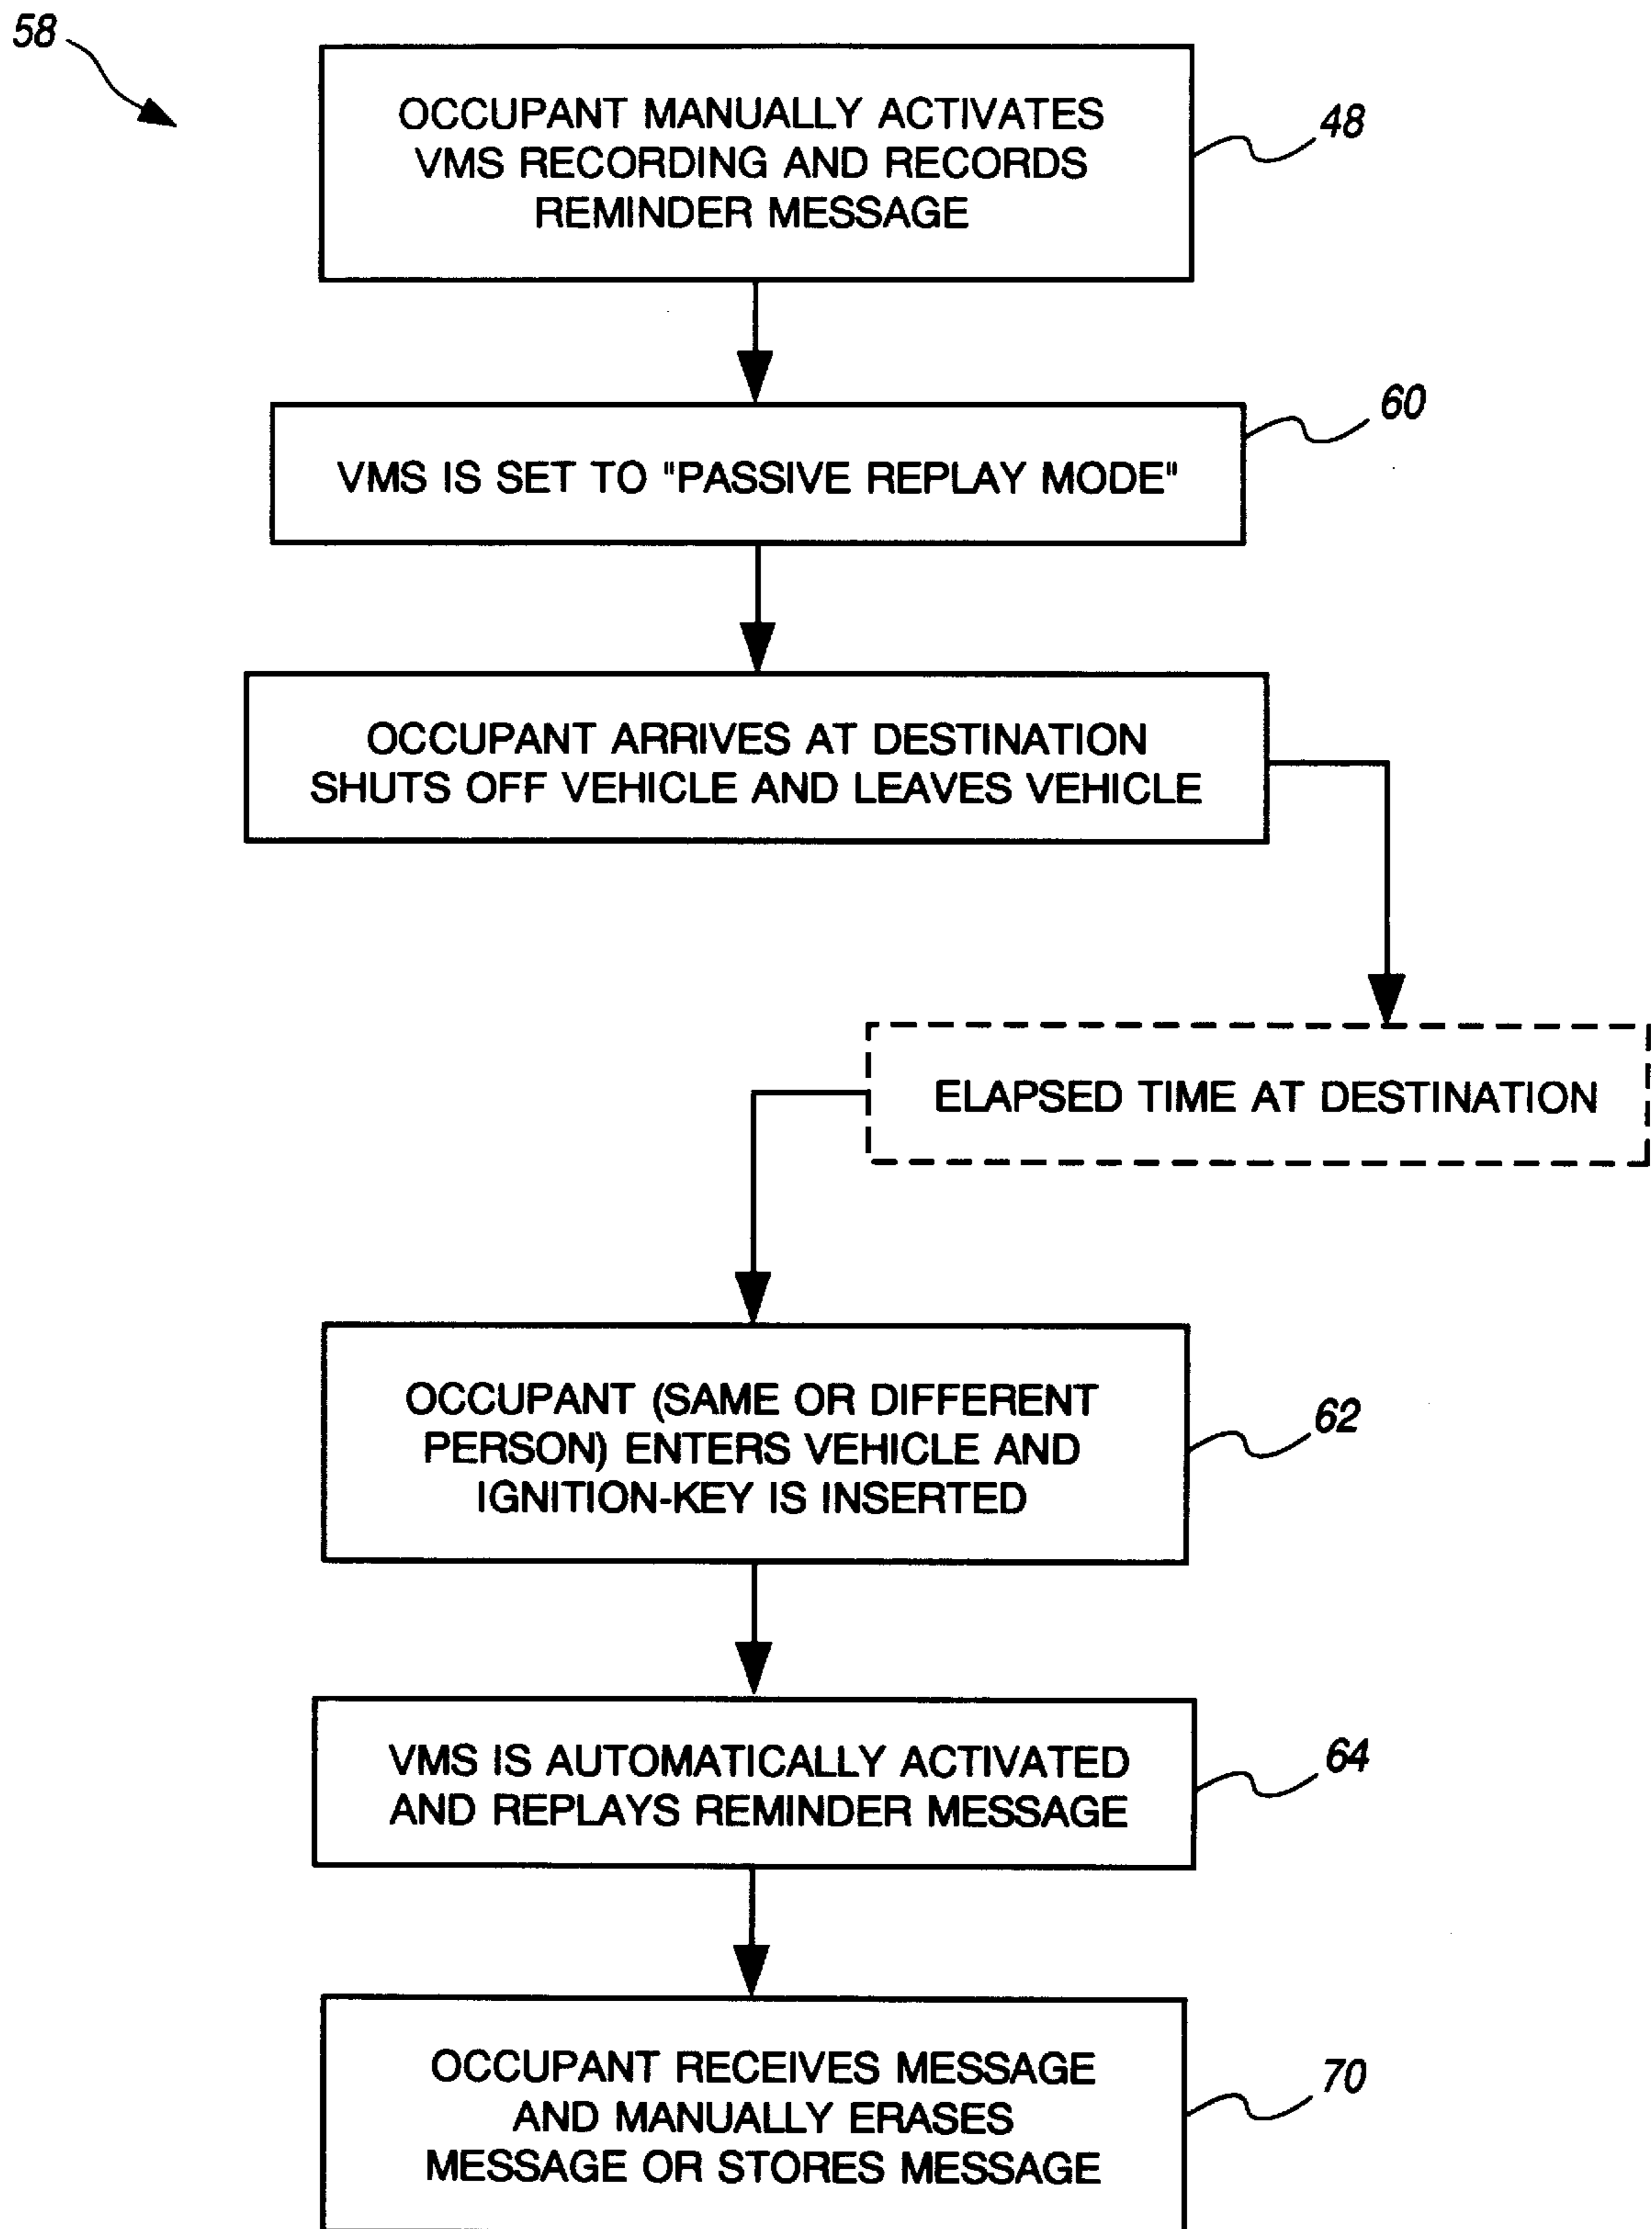 58
OCCUPANT MANUALLY ACTIVATES
VMS RECORDING AND RECORDS
REMINDER MESSAGE
48
VMS IS SET TO "PASSIVE REPLAY MODE"
60
OCCUPANT ARRIVES AT DESTINATION
SHUTS OFF VEHICLE AND LEAVES VEHICLE
ELAPSED TIME AT DESTINATION
OCCUPANT (SAME OR DIFFERENT
PERSON) ENTERS VEHICLE AND
IGNITION-KEY IS INSERTED
62
VMS IS AUTOMATICALLY ACTIVATED
AND REPLAYS REMINDER MESSAGE
64
OCCUPANT RECEIVES MESSAGE
AND MANUALLY ERASES
MESSAGE OR STORES MESSAGE
70